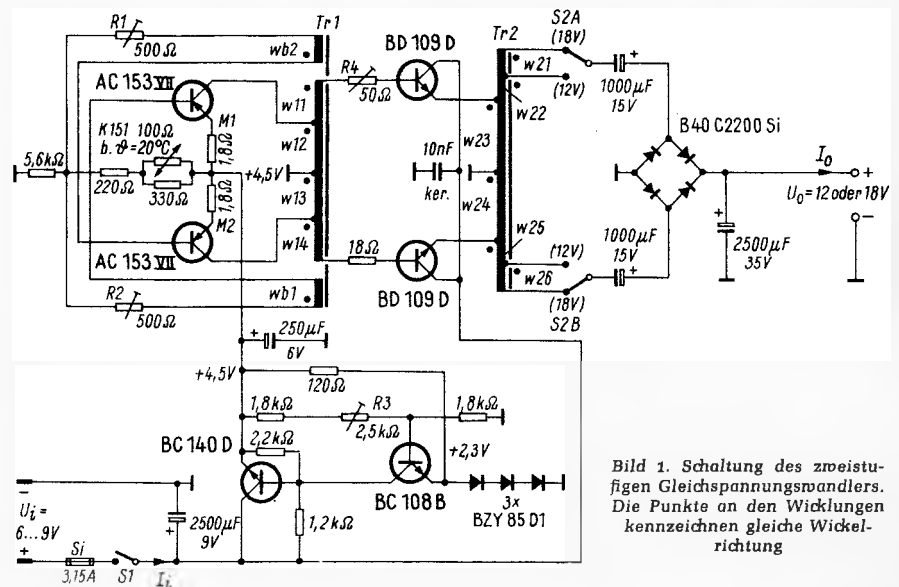 R1
500Ω
Tr1
wb2
AC 153 VII
M1
1,8Ω
w11
w12
R4
50Ω
BD 109 D
Tr2
S2A
(18V)
w21
(12V)
w22
1000µF
15V
B40 C2200 Si
K151 100Ω
b. ϑ=20°C
5,6kΩ
220Ω
330Ω
+4,5V
1,8Ω
M2
w13
w14
10nF
ker.
w23
w24
I₀
+
U₀=12 oder 18V
−
AC 153 VII
18Ω
BD 109 D
w25
(12V)
w26
(18V)
S2B
1000µF
15V
+
2500µF
35V
R2
500Ω
wb1
+
250µF
6V
+4,5V
120Ω
1,8kΩ
R3
2,5kΩ
1,8kΩ
BC 140 D
2,2kΩ
+2,3V
BC 108 B
3x
BZY 85 D1
1,2kΩ
−
Uᵢ=
6...9V
+
2500µF
9V
Si
3,15A
S1
Iᵢ
Bild 1. Schaltung des zweistu-
figen Gleichspannungswandlers.
Die Punkte an den Wicklungen
kennzeichnen gleiche Wickel-
richtung